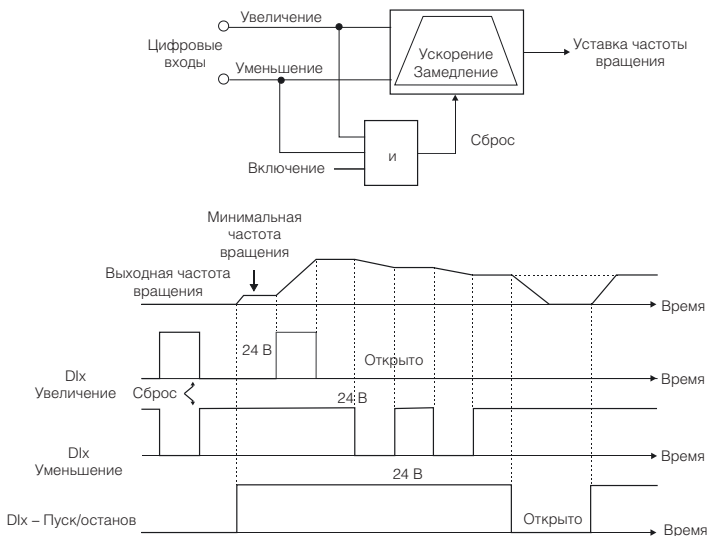 Увеличение
Цифровые
входы
Уменьшение
Ускорение
Замедление
Уставка частоты
вращения
и
Сброс
Включение
Минимальная
частота
вращения
Выходная частота
вращения
Время
24 В
Открыто
DIx
Увеличение
Время
Сброс
24 В
DIx
Уменьшение
Время
24 В
DIx – Пуск/останов
Открыто
Время